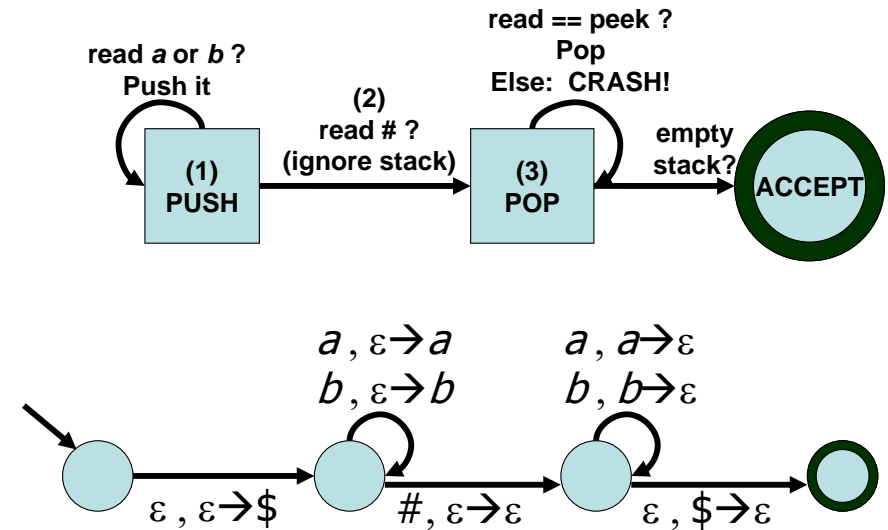 read a or b ?
Push it
(1)
PUSH
(2)
read # ?
(ignore stack)
read == peek ?
Pop
Else: CRASH!
(3)
POP
empty
stack?
ACCEPT
a , ε→a
b , ε→b
a , a→ε
b , b→ε
ε , ε→$
#, ε→ε
ε , $→ε